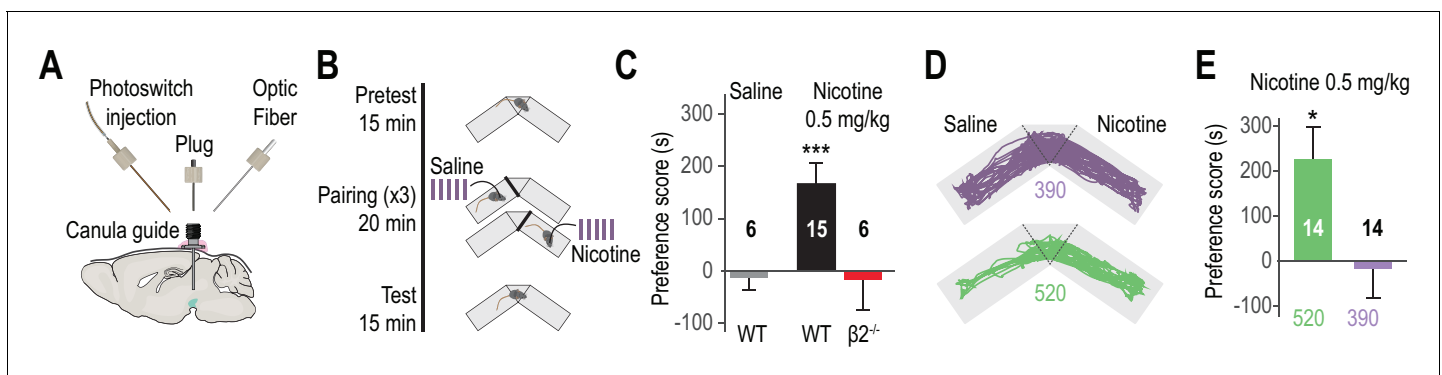 A
Photoswitch
injection
Plug
Optic
Fiber
Canula guide
B
Pretest
15 min
Saline
Pairing (x3)
20 min
Nicotine
Test
15 min
C
Saline
Nicotine
0.5 mg/kg
Preference score (s)
300
200
100
0
-100
***
6
15
6
WT
WT
β2-/-
D
Saline
Nicotine
390
520
E
Nicotine 0.5 mg/kg
Preference score (s)
300
200
100
0
-100
*
14
14
520
390